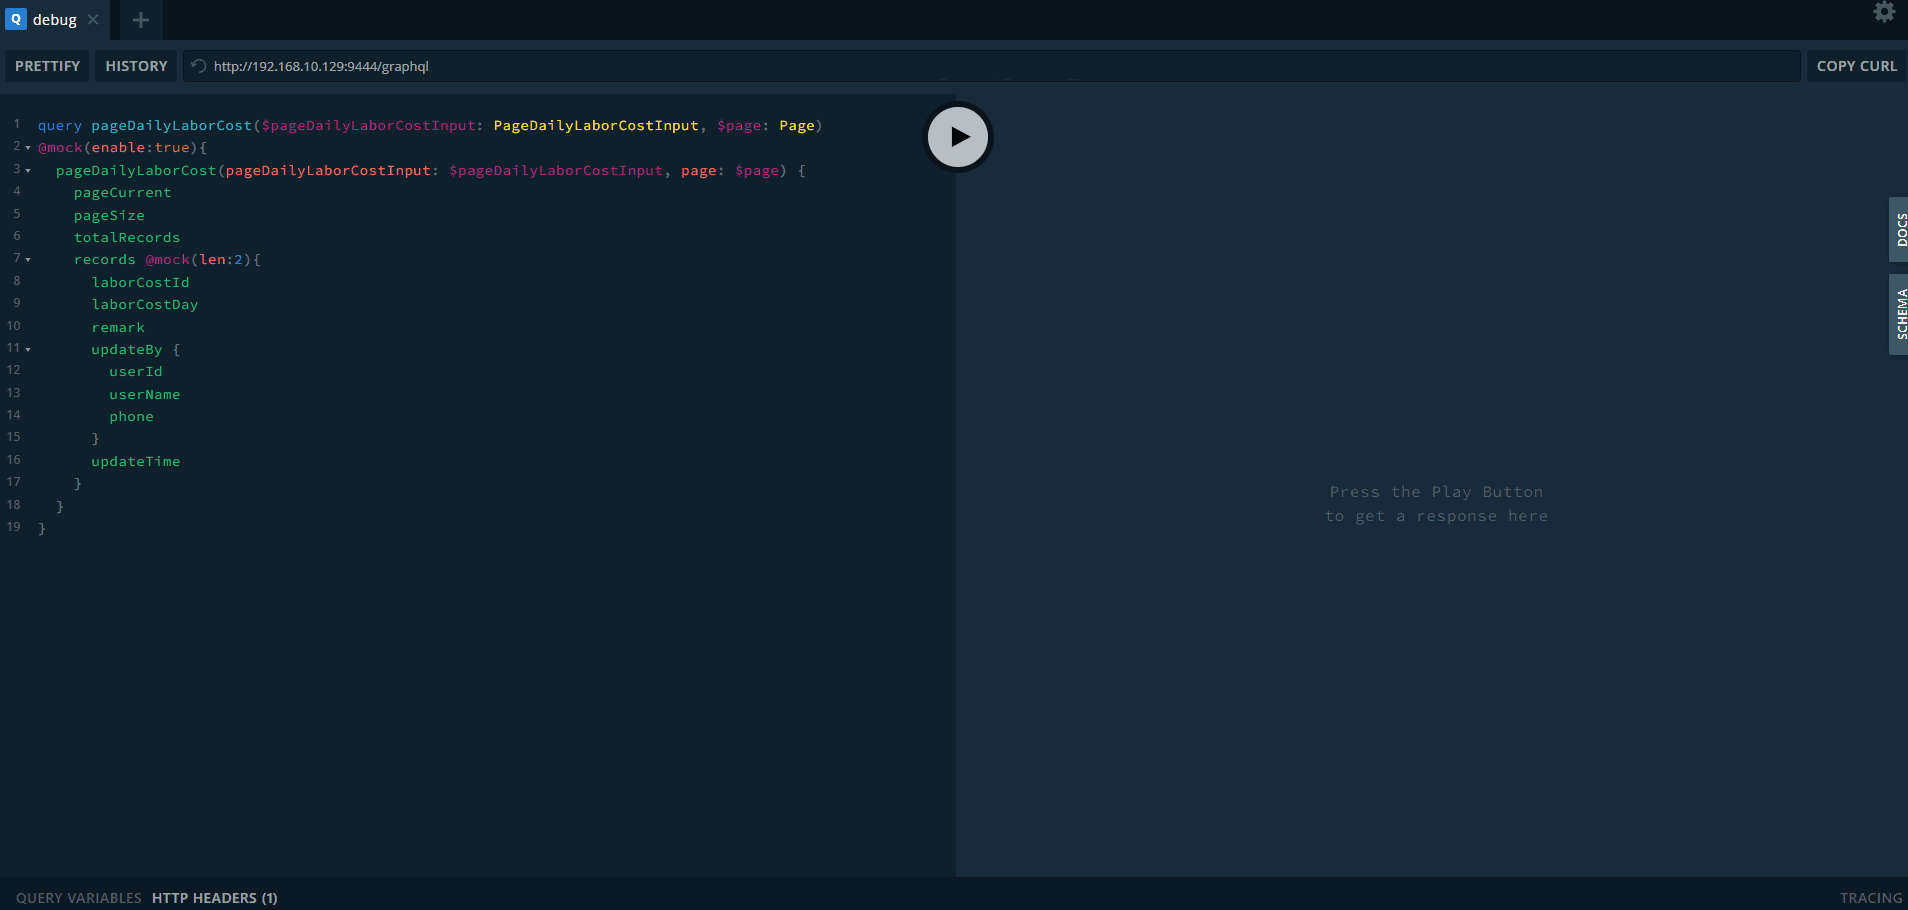 Q debug
PRETTIFY HISTORY http://192.168.10.129:9444/graphql COPY CURL
1 query pageDailyLaborCost($pageDailyLaborCostInput: PageDailyLaborCostInput, $page: Page)
2 @mock(enable:true){
3 pageDailyLaborCost(pageDailyLaborCostInput: $pageDailyLaborCostInput, page: $page) {
4 pageCurrent
5 pageSize
6 totalRecords
7 records @mock(len:2){
8 laborCostId
9 laborCostDay
10 remark
11 updateBy {
12 userId
13 userName
14 phone
15 }
16 updateTime
17 }
18 }
19 }
Press the Play Button
to get a response here
DOCS
SCHEMA
QUERY VARIABLES HTTP HEADERS (1) TRACING